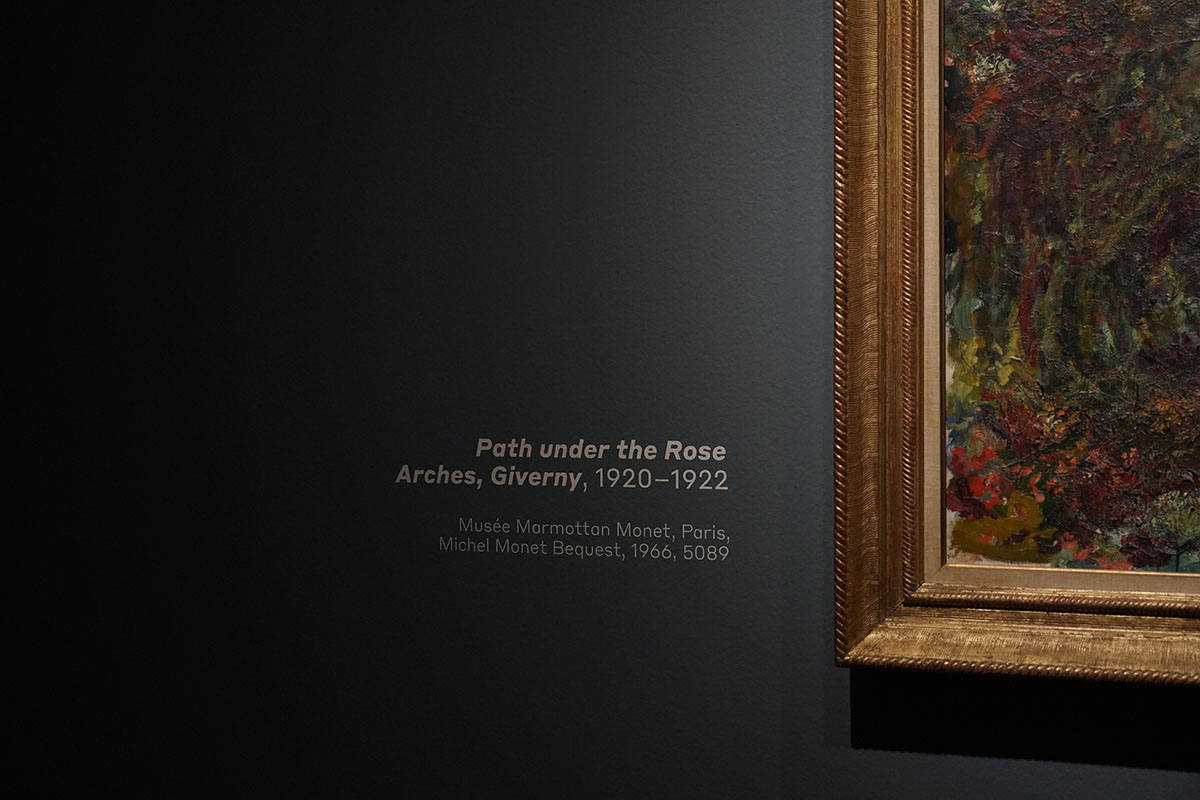 Path under the Rose
Arches, Giverny, 1920–1922
Musée Marmottan Monet, Paris,
Michel Monet Bequest, 1966, 5089